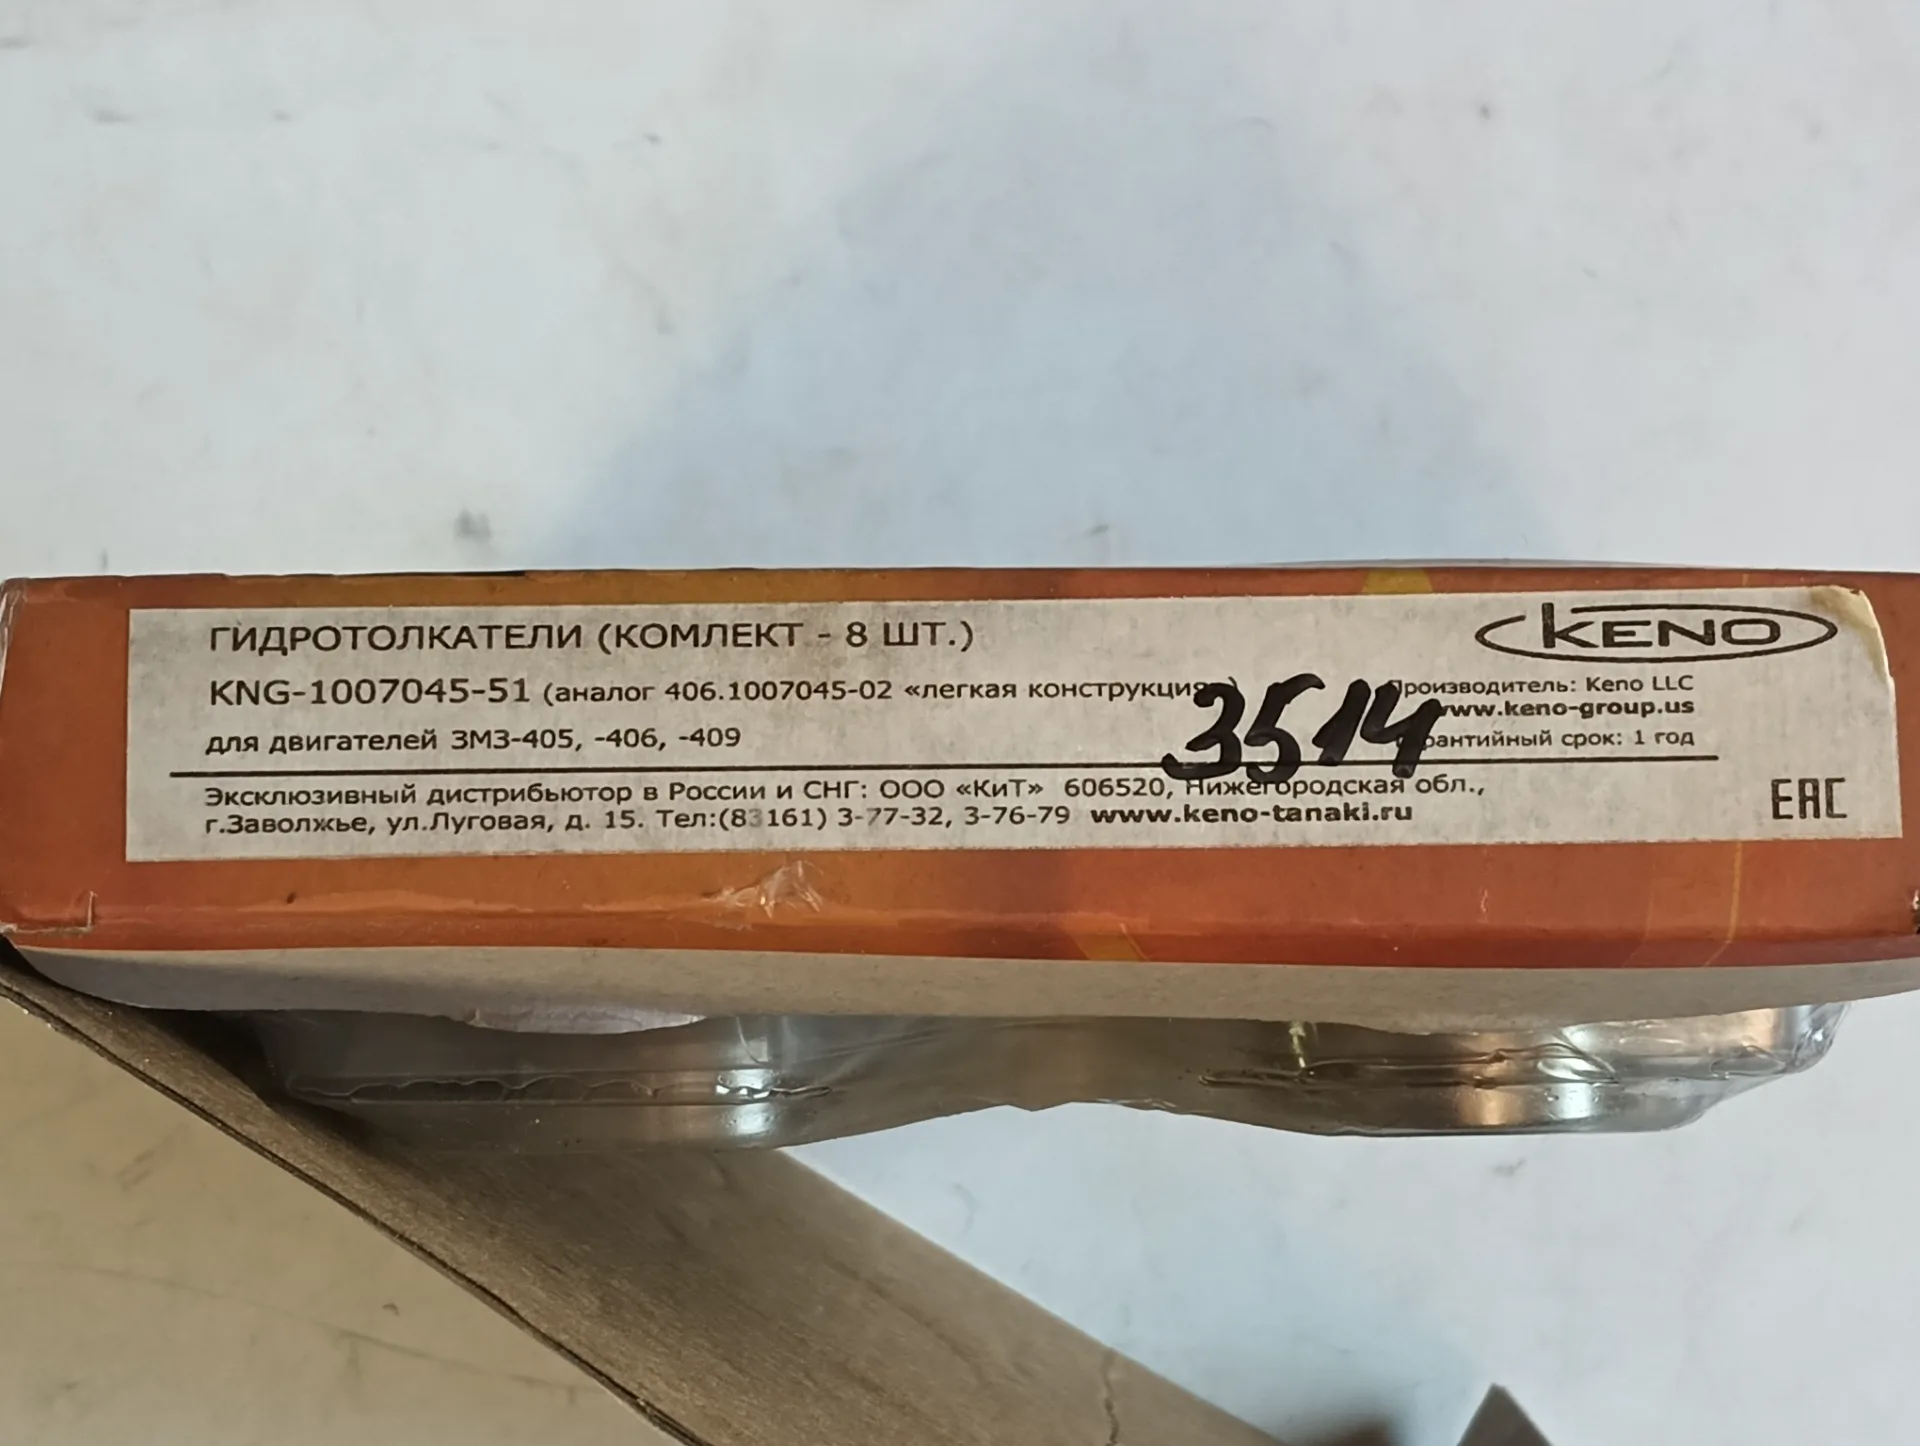 ГИДРОТОЛКАТЕЛИ (КОМЛЕКТ - 8 ШТ.)
KENO
KNG-1007045-51 (аналог 406.1007045-02 «легкая конструкция»)
для двигателей ЗМЗ-405, -406, -409
3514
Производитель: Keno LLC
www.keno-group.us
Гарантийный срок: 1 год
Эксклюзивный дистрибьютор в России и СНГ: ООО «КиТ» 606520, Нижегородская обл.,
г.Заволжье, ул.Луговая, д. 15. Тел:(83161) 3-77-32, 3-76-79 www.keno-tanaki.ru
EAC